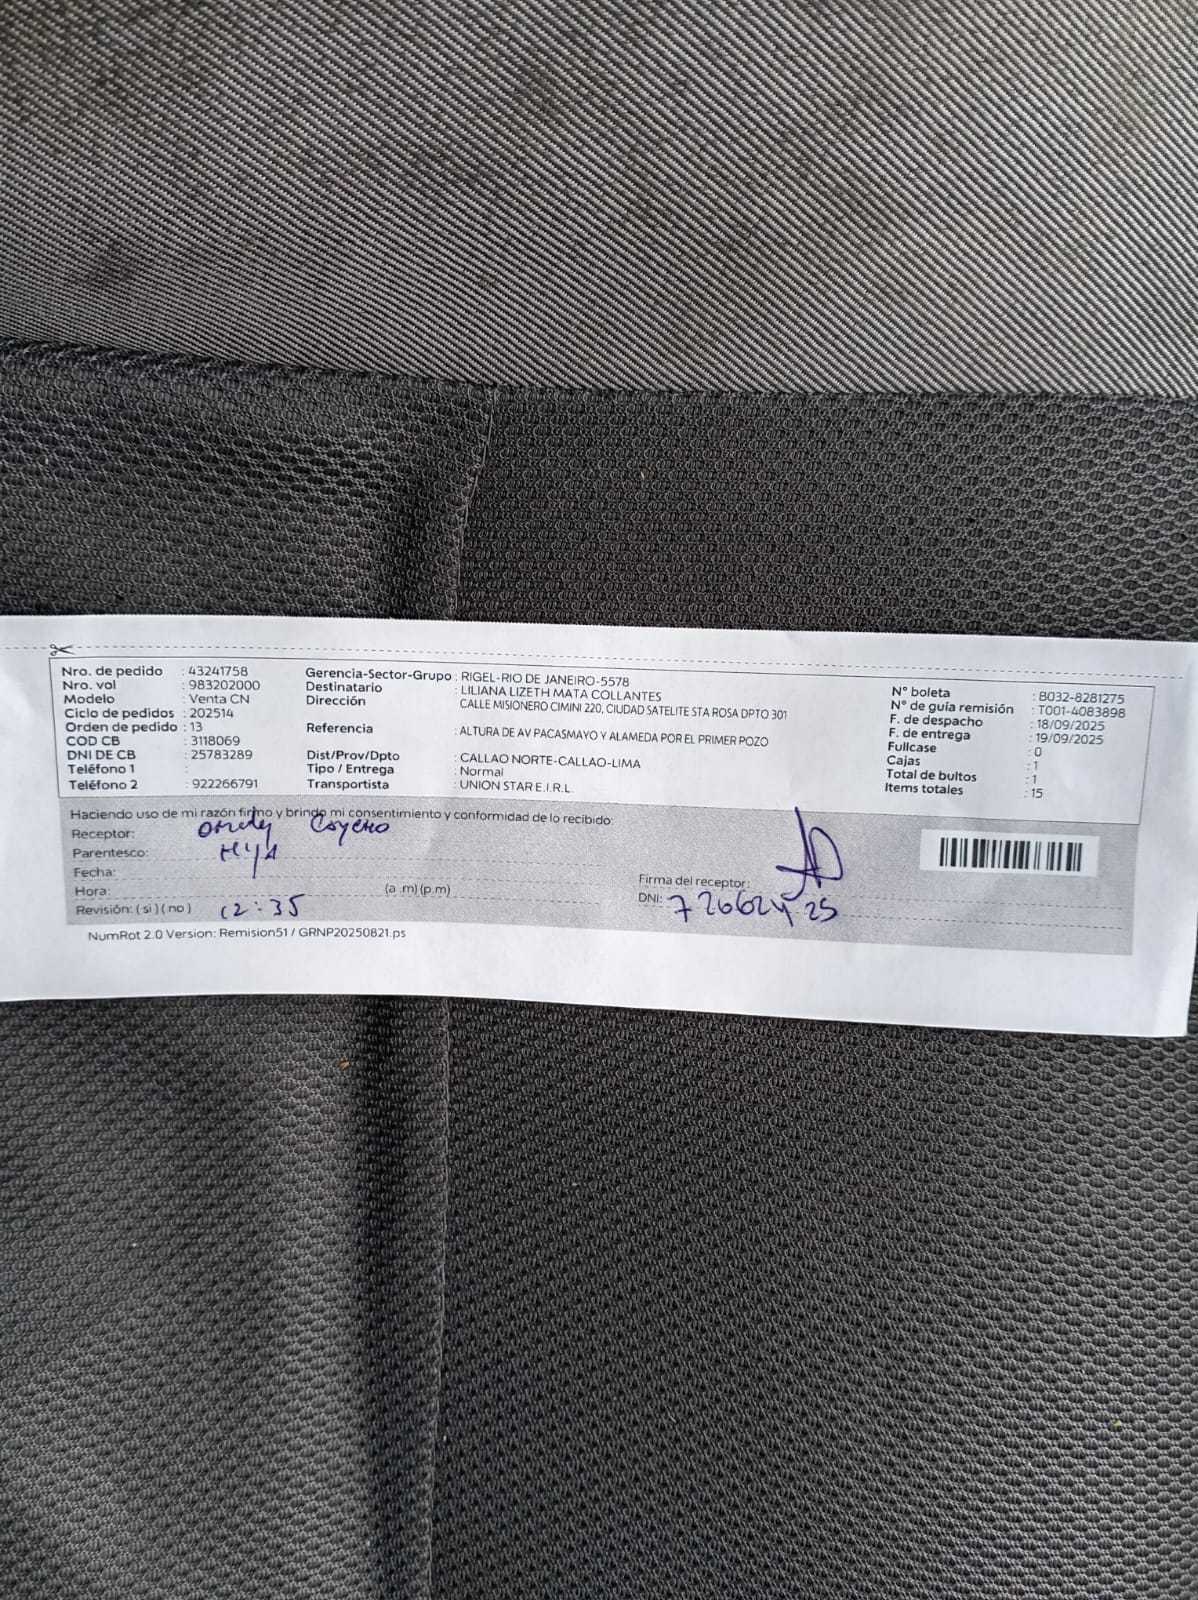 Nro. de pedido : 43241758
Nro. vol : 983202000
Modelo : Venta CN
Ciclo de pedidos : 202514
Orden de pedido : 13
COD CB : 3118069
DNI DE CB : 25783289
Teléfono 1 :
Teléfono 2 : 922266791
Gerencia-Sector-Grupo : RIGEL-RIO DE JANEIRO-5578
Destinatario : LILIANA LIZETH MATA COLLANTES
Dirección CALLE MISIONERO CIMINI 220, CIUDAD SATELITE STA ROSA DPTO 301
Referencia : ALTURA DE AV PACASMAYO Y ALAMEDA POR EL PRIMER POZO
Dist/Prov/Dpto : CALLAO NORTE-CALLAO-LIMA
Tipo / Entrega : Normal
Transportista : UNION STAR E.I.R.L.
N° boleta : B032-8281275
N° de guía remisión : T001-4083898
F. de despacho : 18/09/2025
F. de entrega : 19/09/2025
Fullcase : 0
Cajas : 1
Total de bultos : 1
Items totales : 15
Haciendo uso de mi razón firmo y brindo mi consentimiento y conformidad de lo recibido:
Receptor:
Parentesco: HIJA
Fecha:
Hora: (a .m) (p.m)
Revisión: ( si ) ( no ) 12:35
Firma del receptor:
DNI:
NumRot 2.0 Version: Remision51 / GRNP20250821.ps